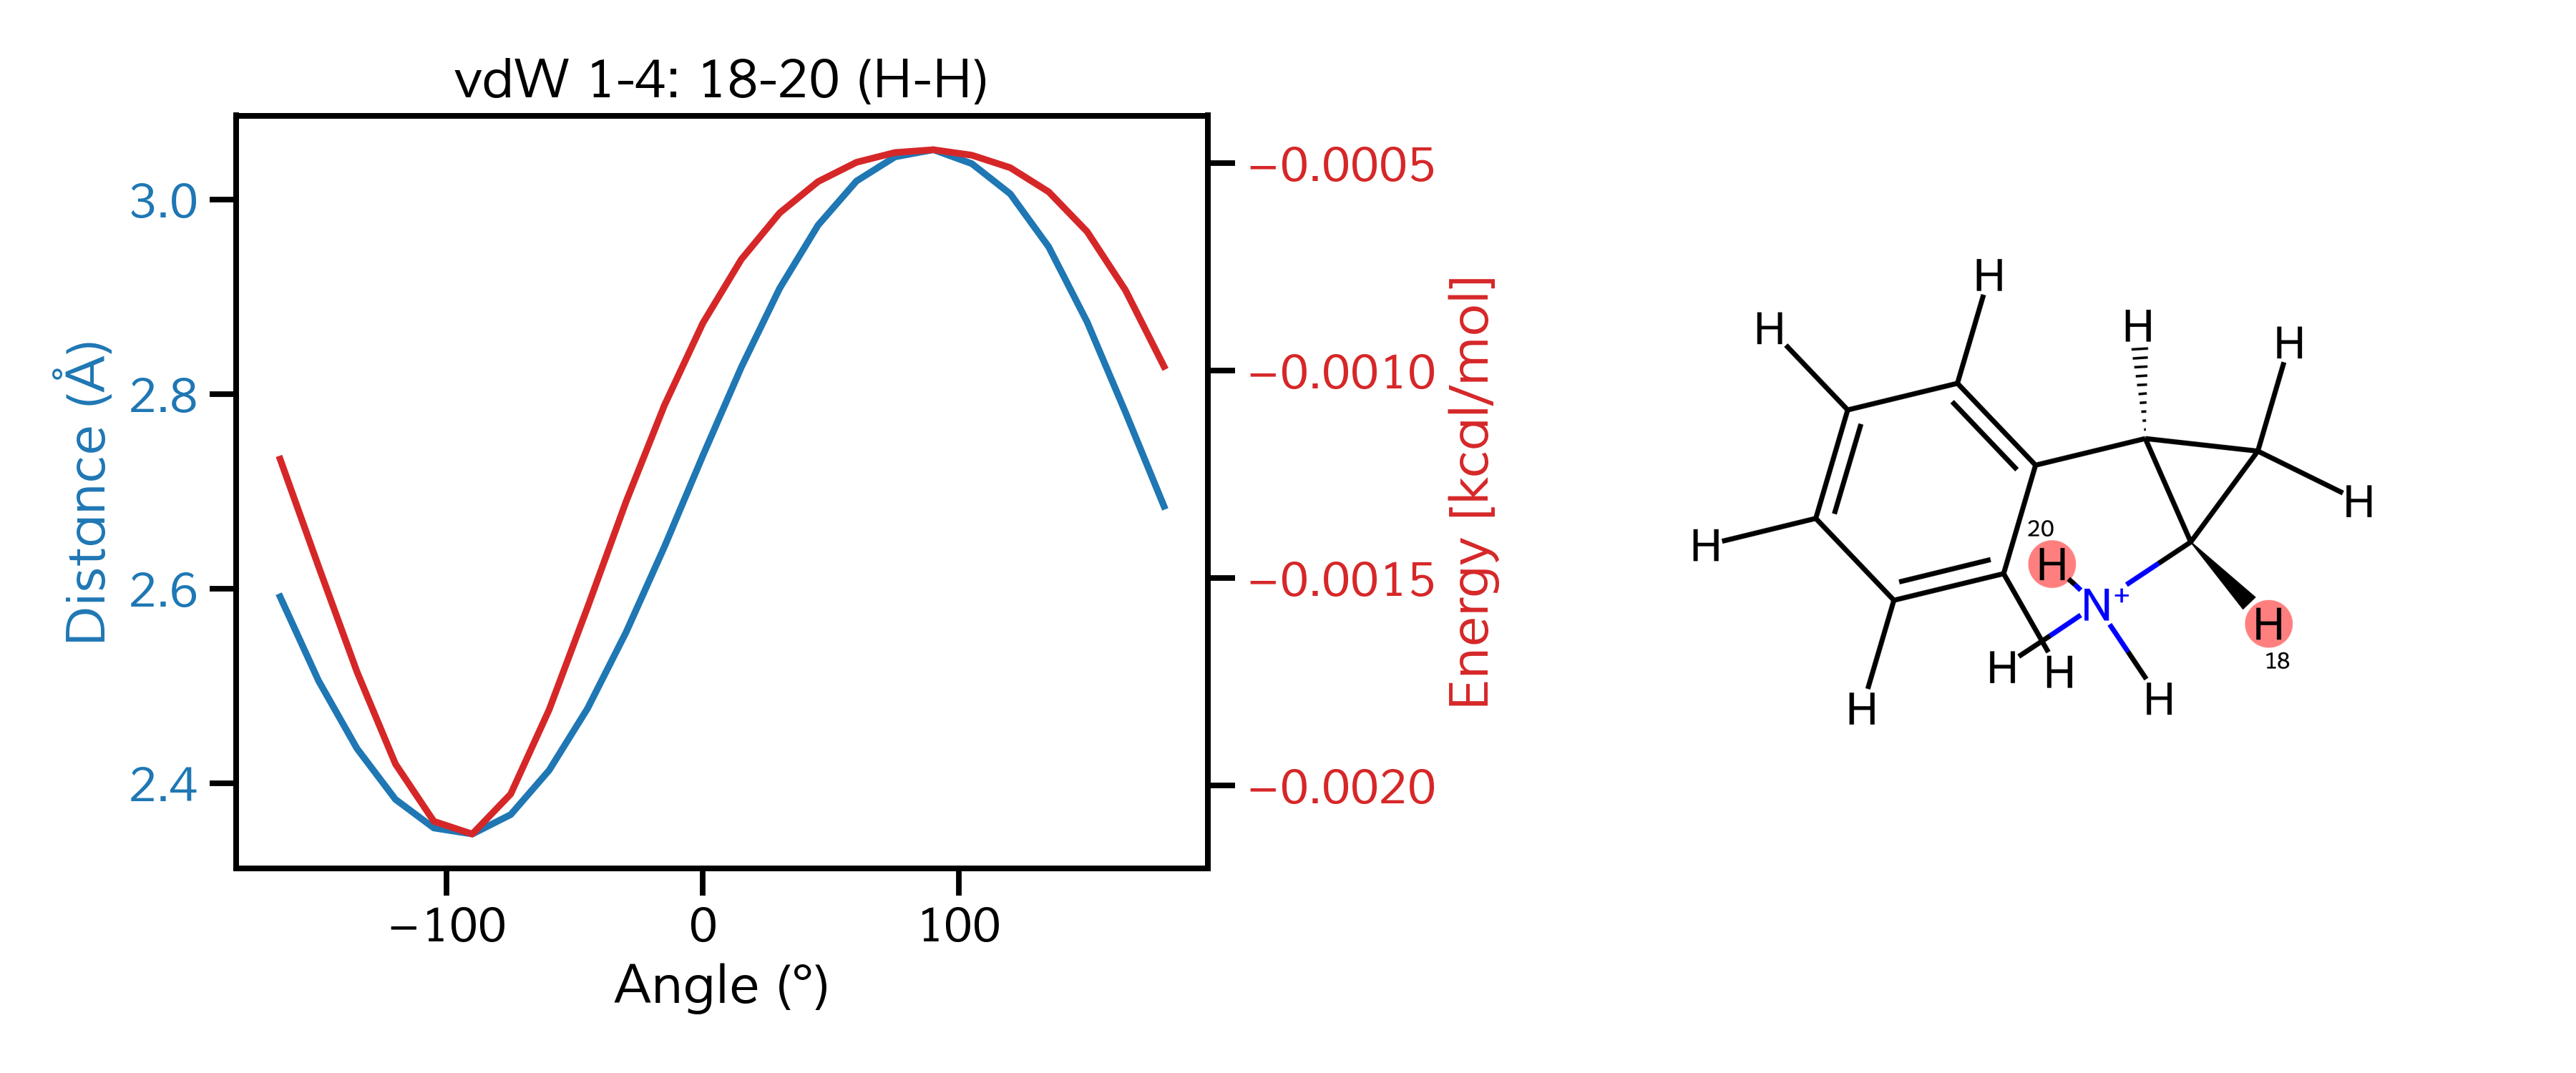 vdW 1-4: 18-20 (H-H)
Distance (Å)
3.0
2.8
2.6
2.4
−100
0
100
Angle (°)
−0.0005
−0.0010
−0.0015
−0.0020
Energy [kcal/mol]
H
H
H
H
H
H
20
H
N+
H
18
H
H
H
H